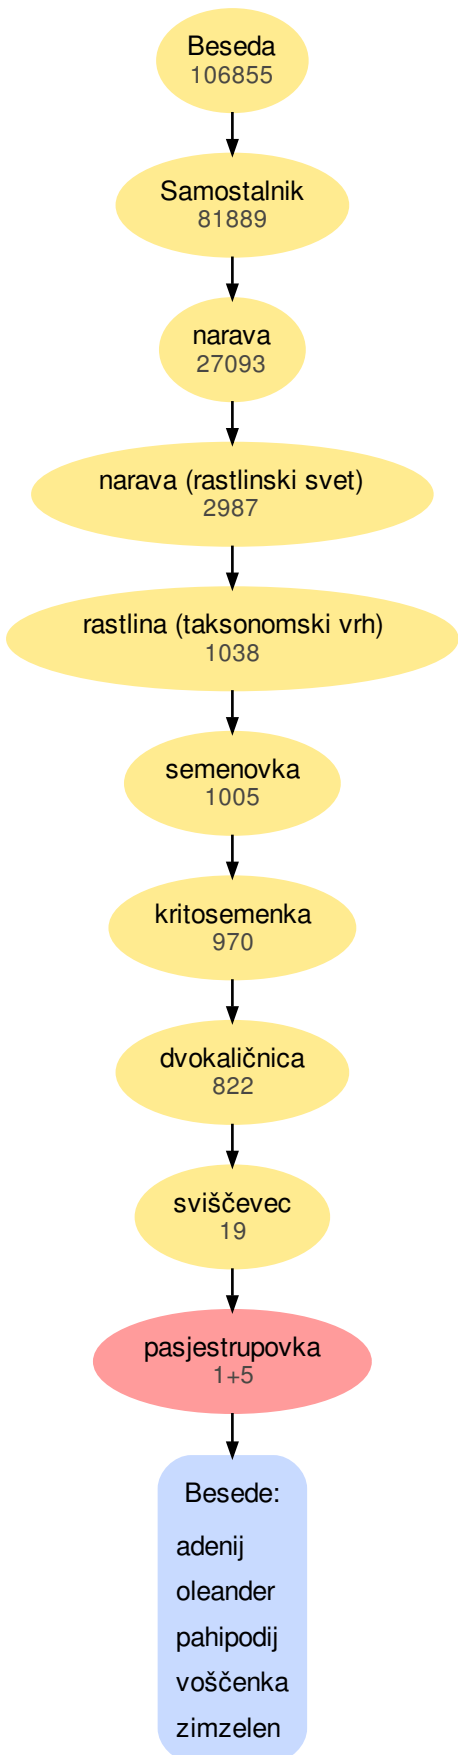 Beseda
106855
Samostalnik
81889
narava
27093
narava (rastlinski svet)
2987
rastlina (taksonomski vrh)
1038
semenovka
1005
kritosemenka
970
dvokaličnica
822
sviščevec
19
pasjestrupovka
1+5
Besede:
adenij
oleander
pahipodij
voščenka
zimzelen